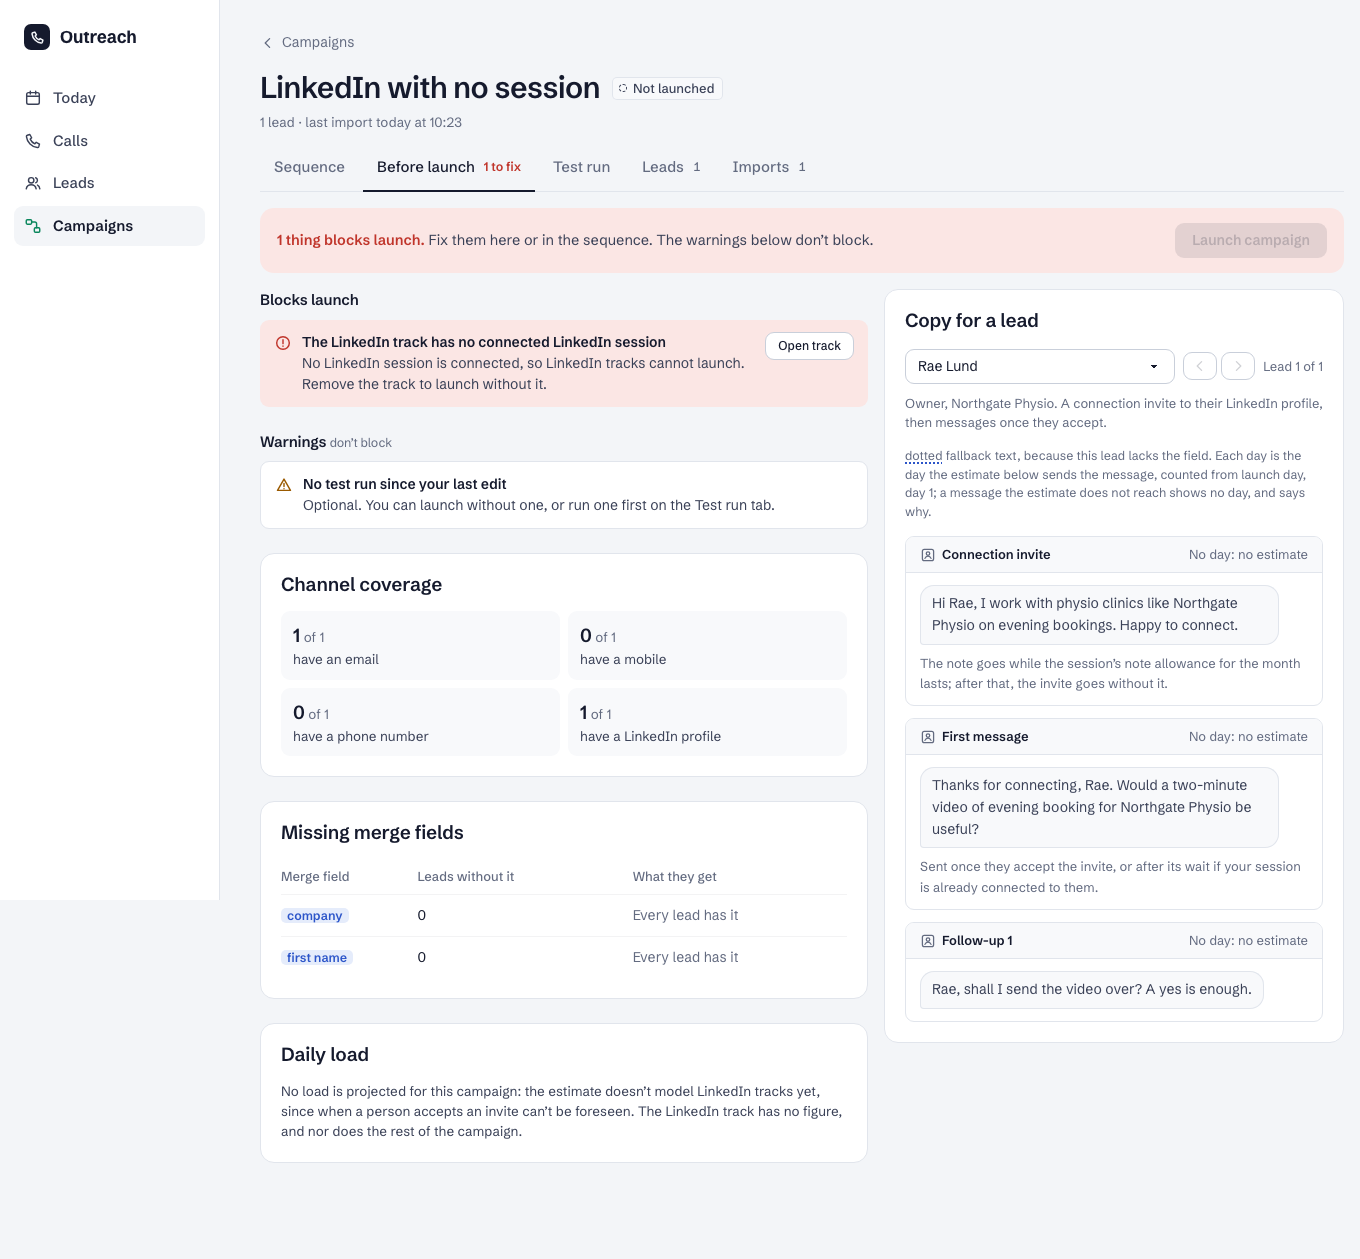 Outreach
Today
Calls
Leads
Campaigns
Campaigns
LinkedIn with no session
Not launched
1 lead · last import today at 10:23
Sequence
Before launch 1 to fix
Test run
Leads 1
Imports 1
1 thing blocks launch. Fix them here or in the sequence. The warnings below don’t block.
Launch campaign
Blocks launch
The LinkedIn track has no connected LinkedIn session
No LinkedIn session is connected, so LinkedIn tracks cannot launch.
Remove the track to launch without it.
Open track
Warnings don’t block
No test run since your last edit
Optional. You can launch without one, or run one first on the Test run tab.
Channel coverage
1 of 1
have an email
0 of 1
have a mobile
0 of 1
have a phone number
1 of 1
have a LinkedIn profile
Missing merge fields
Merge field Leads without it What they get
company 0 Every lead has it
first name 0 Every lead has it
Daily load
No load is projected for this campaign: the estimate doesn’t model LinkedIn tracks yet,
since when a person accepts an invite can’t be foreseen. The LinkedIn track has no figure,
and nor does the rest of the campaign.
Copy for a lead
Rae Lund
Lead 1 of 1
Owner, Northgate Physio. A connection invite to their LinkedIn profile,
then messages once they accept.
dotted fallback text, because this lead lacks the field. Each day is the
day the estimate below sends the message, counted from launch day,
day 1; a message the estimate does not reach shows no day, and says
why.
Connection invite No day: no estimate
Hi Rae, I work with physio clinics like Northgate
Physio on evening bookings. Happy to connect.
The note goes while the session’s note allowance for the month
lasts; after that, the invite goes without it.
First message No day: no estimate
Thanks for connecting, Rae. Would a two-minute
video of evening booking for Northgate Physio be
useful?
Sent once they accept the invite, or after its wait if your session
is already connected to them.
Follow-up 1 No day: no estimate
Rae, shall I send the video over? A yes is enough.